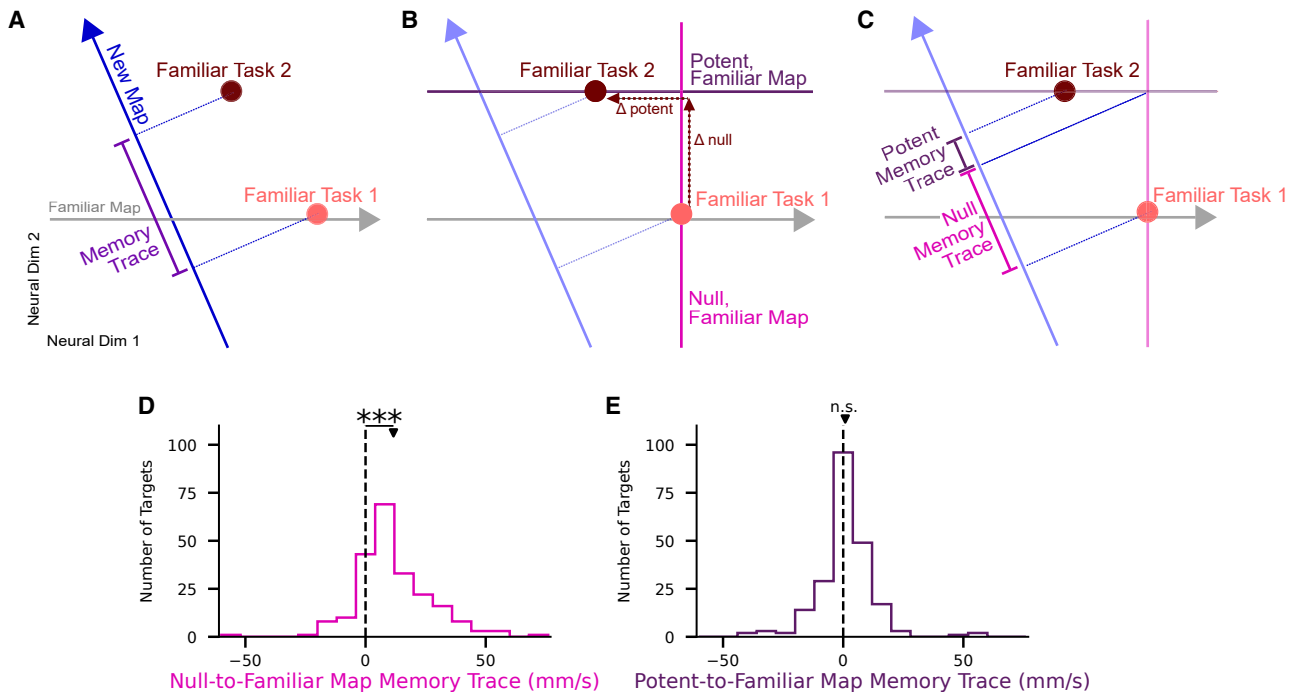 A
New Map
Familiar Task 2
Familiar Task 1
Familiar Map
Memory
Trace
Neural Dim 2
Neural Dim 1
B
Familiar Task 2
Potent,
Familiar Map
Δ potent
Δ null
Familiar Task 1
Null,
Familiar Map
C
Familiar Task 2
Potent
Memory
Trace
Familiar Task 1
Null
Memory
Trace
D
***
Number of Targets
100
75
50
25
0
−50
0
50
Null-to-Familiar Map Memory Trace (mm/s)
E
n.s.
Number of Targets
100
75
50
25
0
−50
0
50
Potent-to-Familiar Map Memory Trace (mm/s)